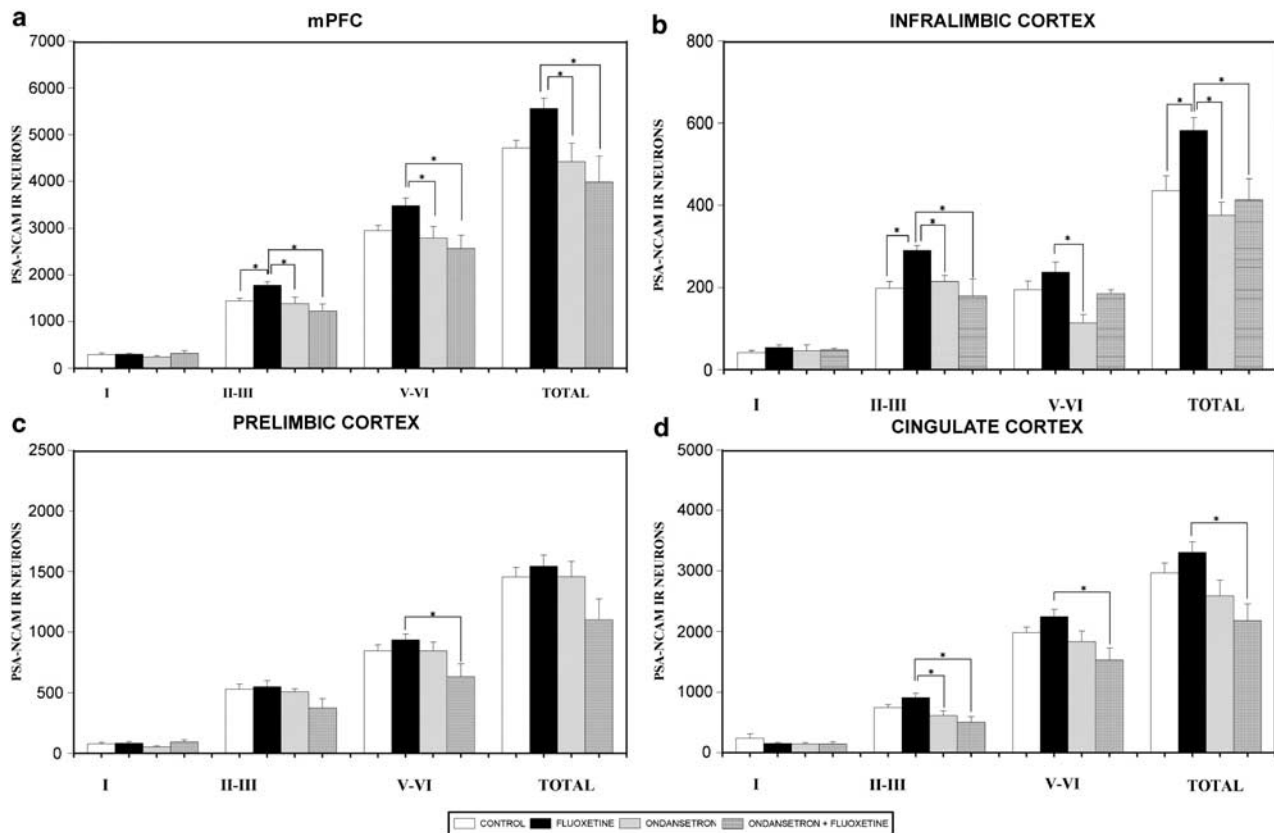 a
mPFC
7000
6000
5000
4000
3000
2000
1000
0
PSA-NCAM IR NEURONS
* * *
* *
* *
I II-III V-VI TOTAL
b
INFRALIMBIC CORTEX
800
600
400
200
0
PSA-NCAM IR NEURONS
* * *
*
* * *
I II-III V-VI TOTAL
c
PRELIMBIC CORTEX
2500
2000
1500
1000
500
0
PSA-NCAM IR NEURONS
*
I II-III V-VI TOTAL
d
CINGULATE CORTEX
5000
4000
3000
2000
1000
0
PSA-NCAM IR NEURONS
* *
*
*
I II-III V-VI TOTAL
CONTROL FLUOXETINE ONDANSETRON ONDANSETRON + FLUOXETINE